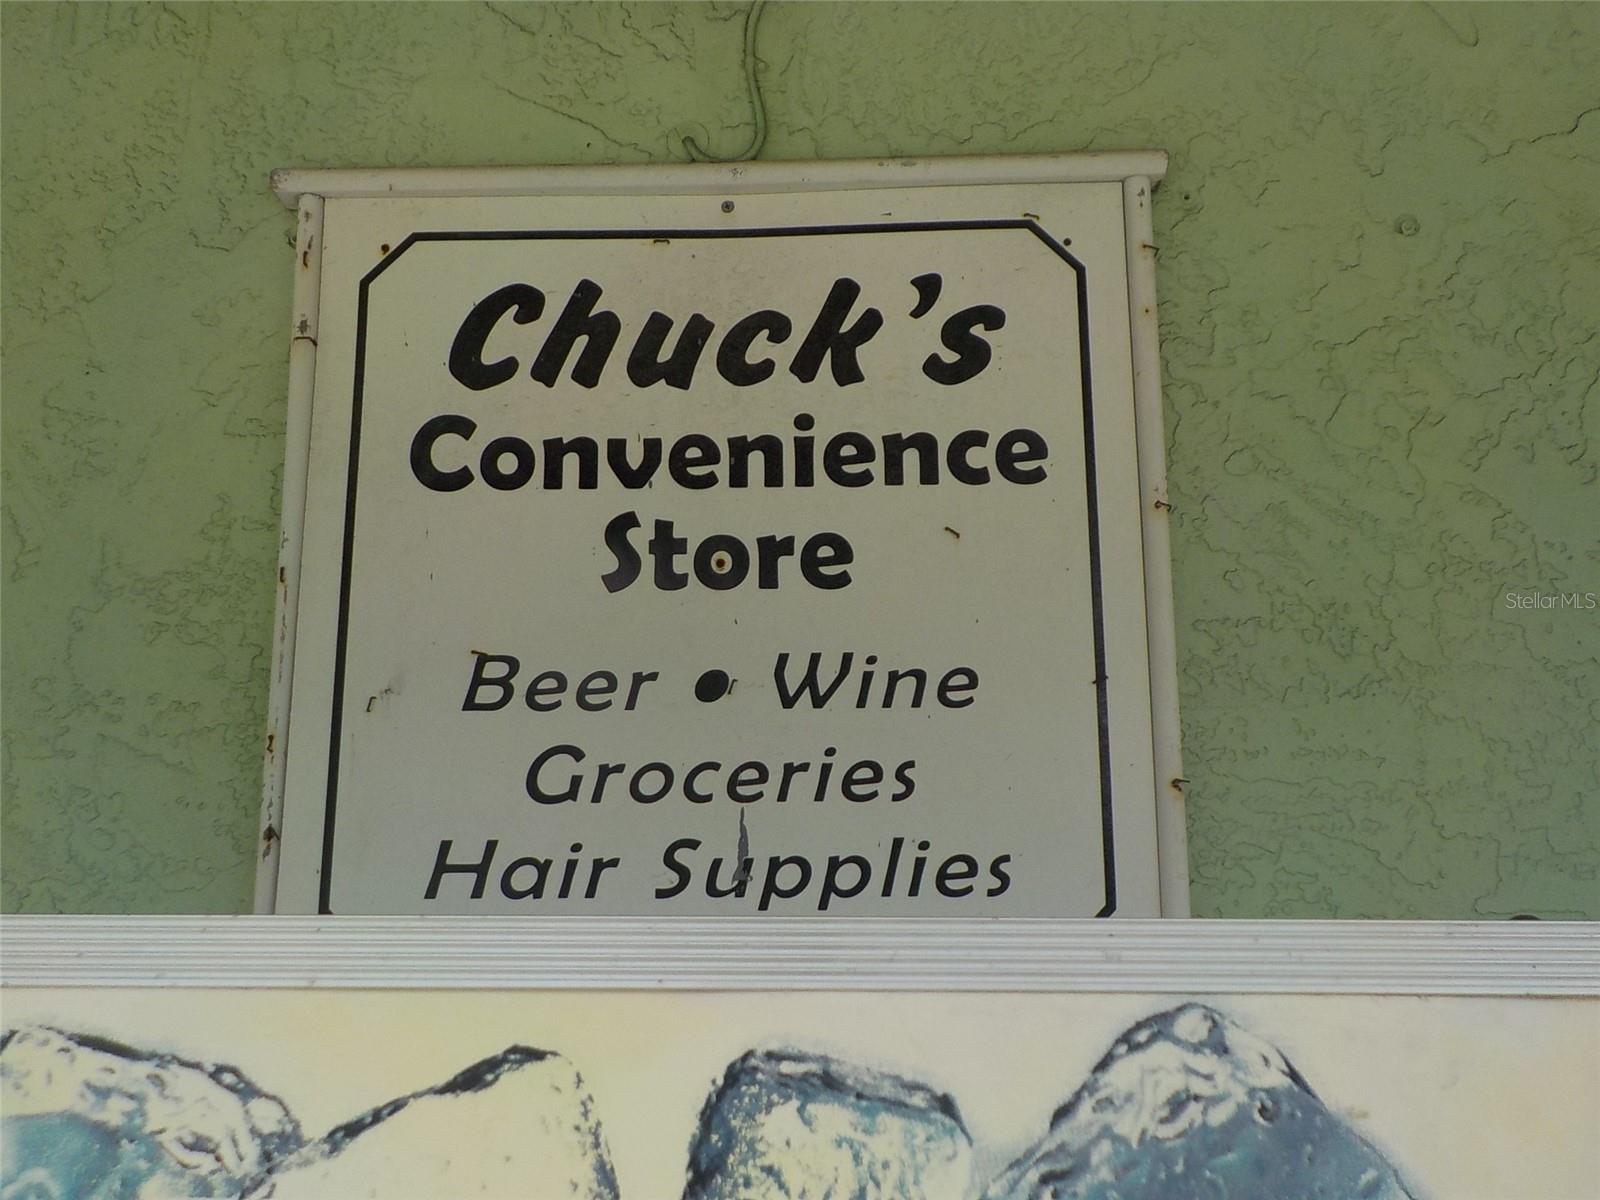 Chuck's
Convenience
Store
Beer • Wine
Groceries
Hair Supplies
StellarMLS